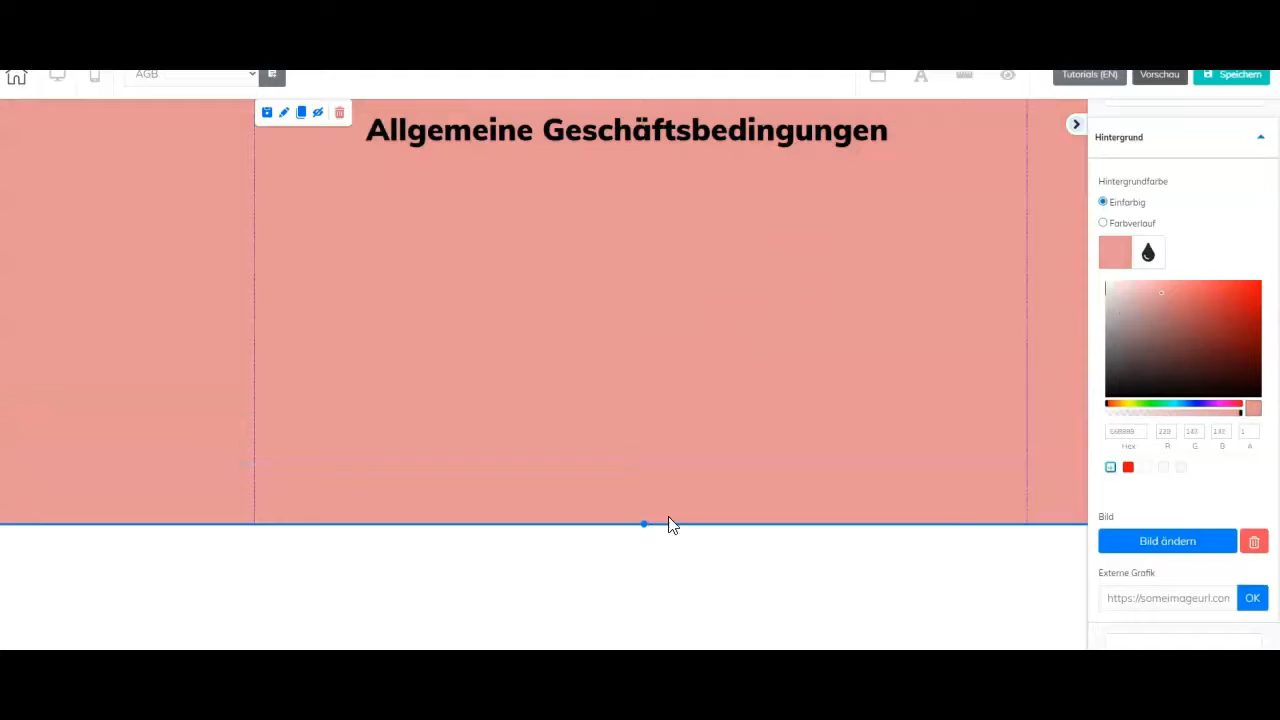 AGB
Tutorials (EN)
Vorschau
Speichern
Allgemeine Geschäftsbedingungen
Hintergrund
Hintergrundfarbe
Einfarbig
Farbverlauf
Hex
R
G
B
A
Bild
Bild ändern
Externe Grafik
https://someimageurl.con
OK